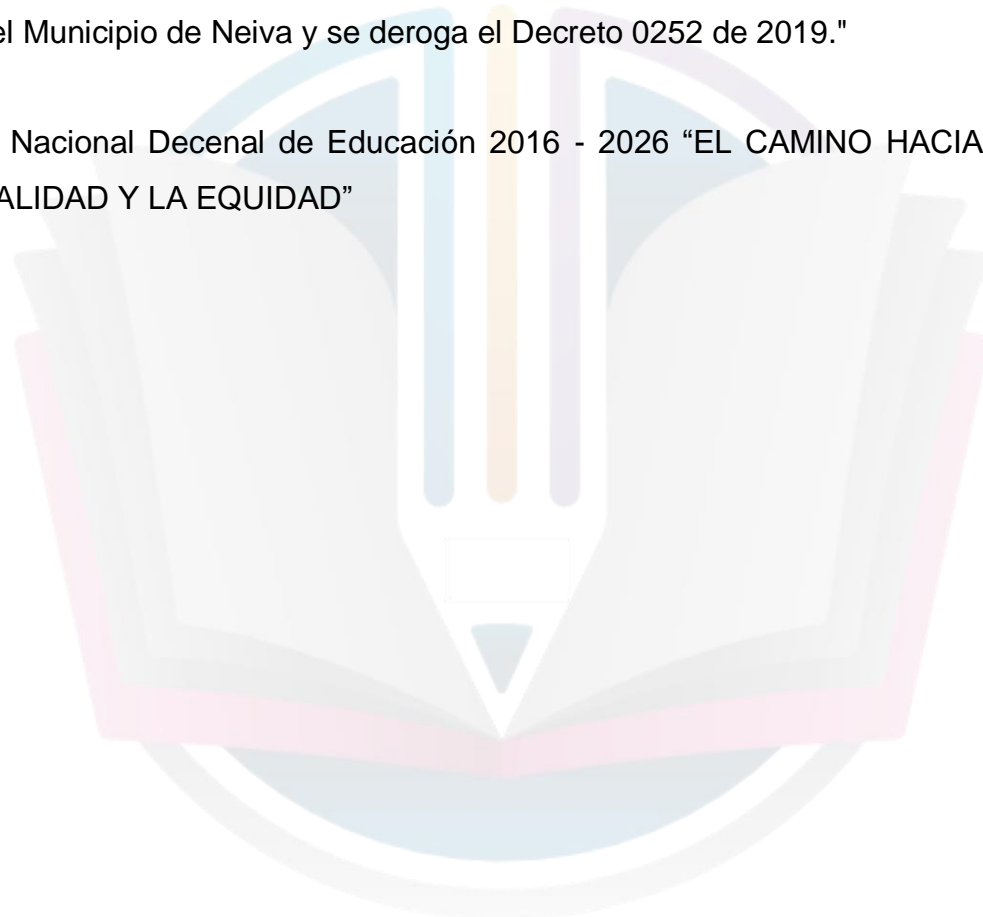 el Municipio de Neiva y se deroga el Decreto 0252 de 2019."
Nacional Decenal de Educación 2016 - 2026 “EL CAMINO HACIA
ALIDAD Y LA EQUIDAD”